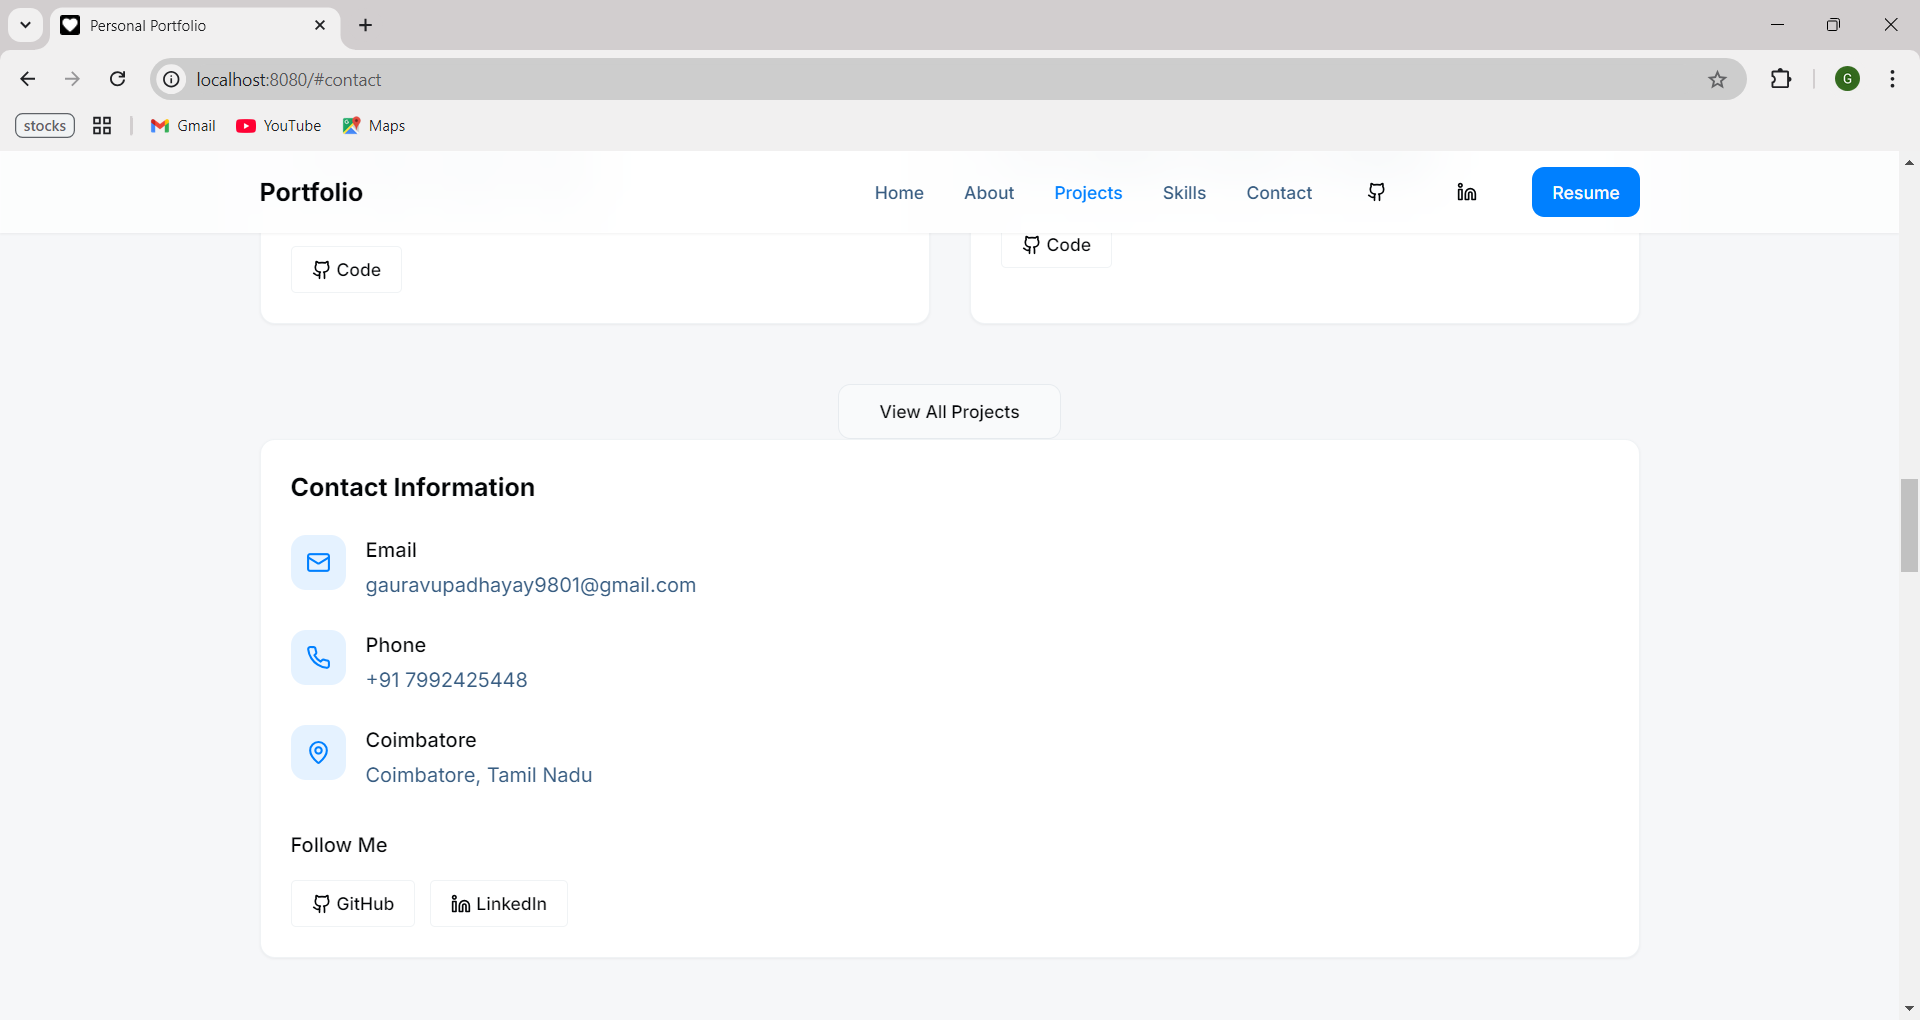 Personal Portfolio
localhost:8080/#contact
stocks Gmail YouTube Maps
G
Portfolio Home About Projects Skills Contact Resume
Code Code
View All Projects
Contact Information
Email
gauravupadhayay9801@gmail.com
Phone
+91 7992425448
Coimbatore
Coimbatore, Tamil Nadu
Follow Me
GitHub LinkedIn